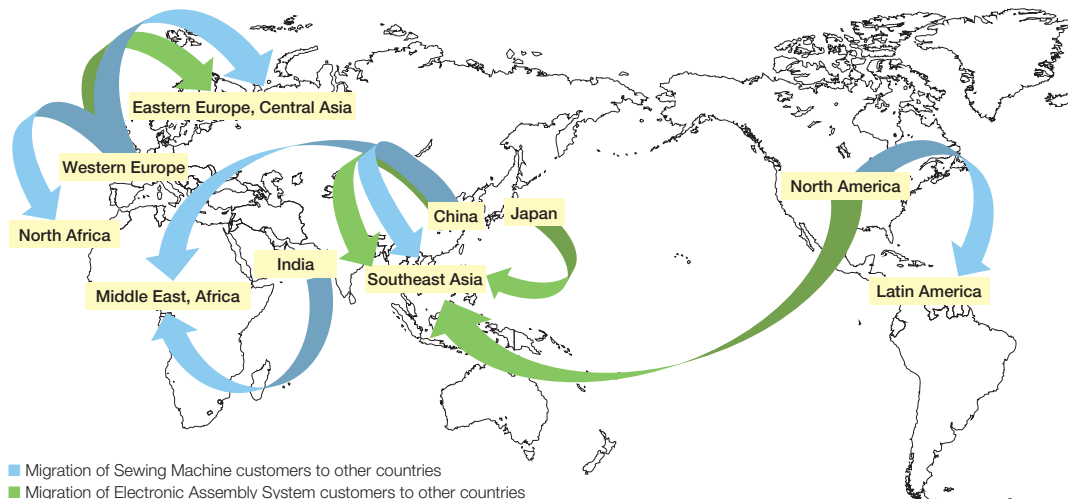 Eastern Europe, Central Asia
Western Europe
North America
China
Japan
North Africa
India
Southeast Asia
Middle East, Africa
Latin America
Migration of Sewing Machine customers to other countries
Migration of Electronic Assembly System customers to other countries